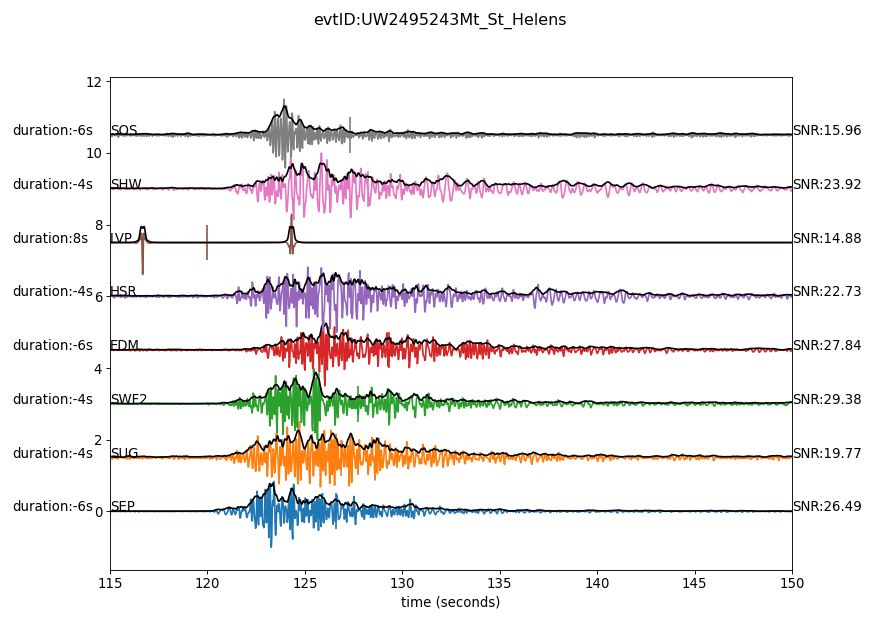 evtID:UW2495243Mt_St_Helens
12
duration:-6s SOS SNR:15.96
10
duration:-4s SHW SNR:23.92
8
duration:8s LVP SNR:14.88
duration:-4s HSR SNR:22.73
6
duration:-6s EDM SNR:27.84
4
duration:-4s SWF2 SNR:29.38
2
duration:-4s SUG SNR:19.77
duration:-6s SEP SNR:26.49
0
115 120 125 130 135 140 145 150
time (seconds)